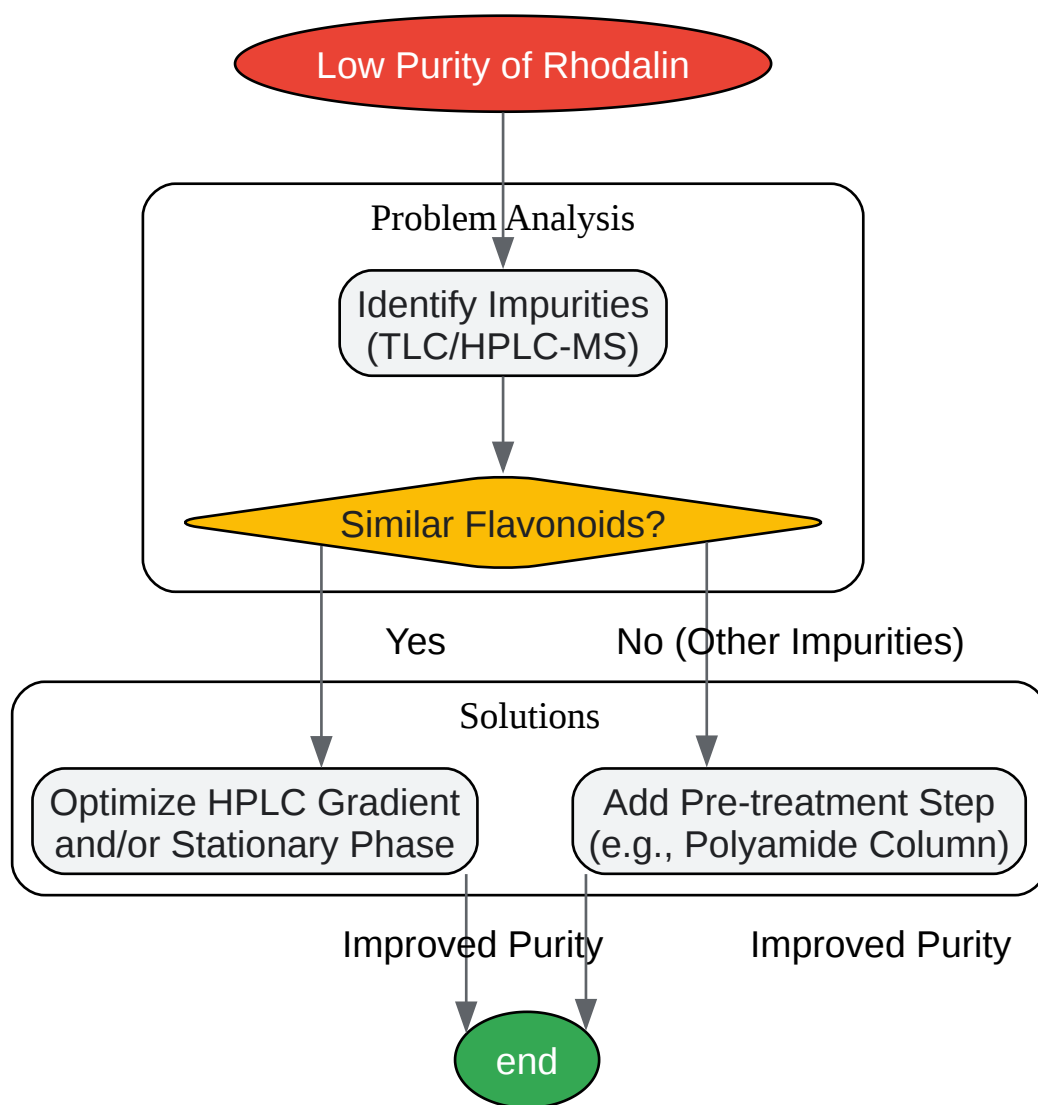 Low Purity of Rhodalin
Problem Analysis
Identify Impurities
(TLC/HPLC-MS)
Similar Flavonoids?
Yes
No (Other Impurities)
Solutions
Optimize HPLC Gradient
and/or Stationary Phase
Add Pre-treatment Step
(e.g., Polyamide Column)
Improved Purity
Improved Purity
end